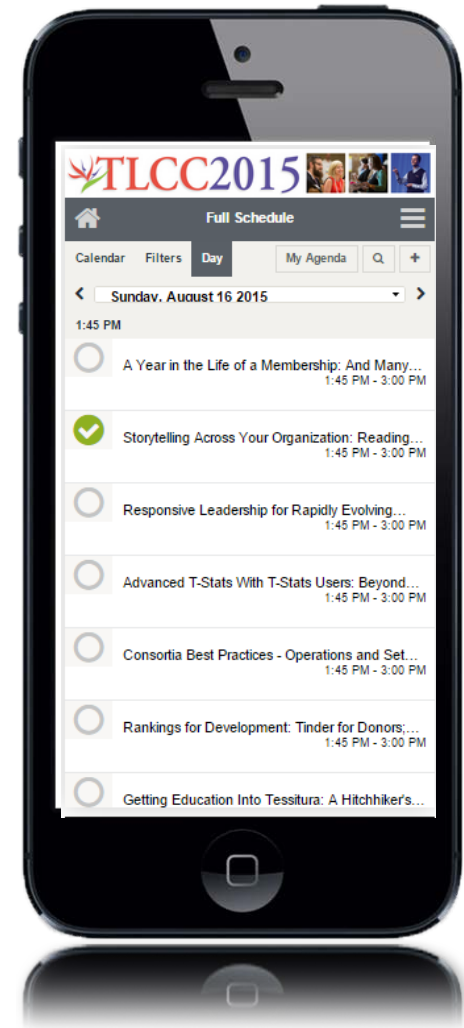 TLCC2015
Full Schedule
Calendar Filters Day My Agenda
Sunday, August 16 2015
1:45 PM
A Year in the Life of a Membership: And Many...
1:45 PM - 3:00 PM
Storytelling Across Your Organization: Reading...
1:45 PM - 3:00 PM
Responsive Leadership for Rapidly Evolving...
1:45 PM - 3:00 PM
Advanced T-Stats With T-Stats Users: Beyond...
1:45 PM - 3:00 PM
Consortia Best Practices - Operations and Set...
1:45 PM - 3:00 PM
Rankings for Development: Tinder for Donors;...
1:45 PM - 3:00 PM
Getting Education Into Tessitura: A Hitchhiker's...